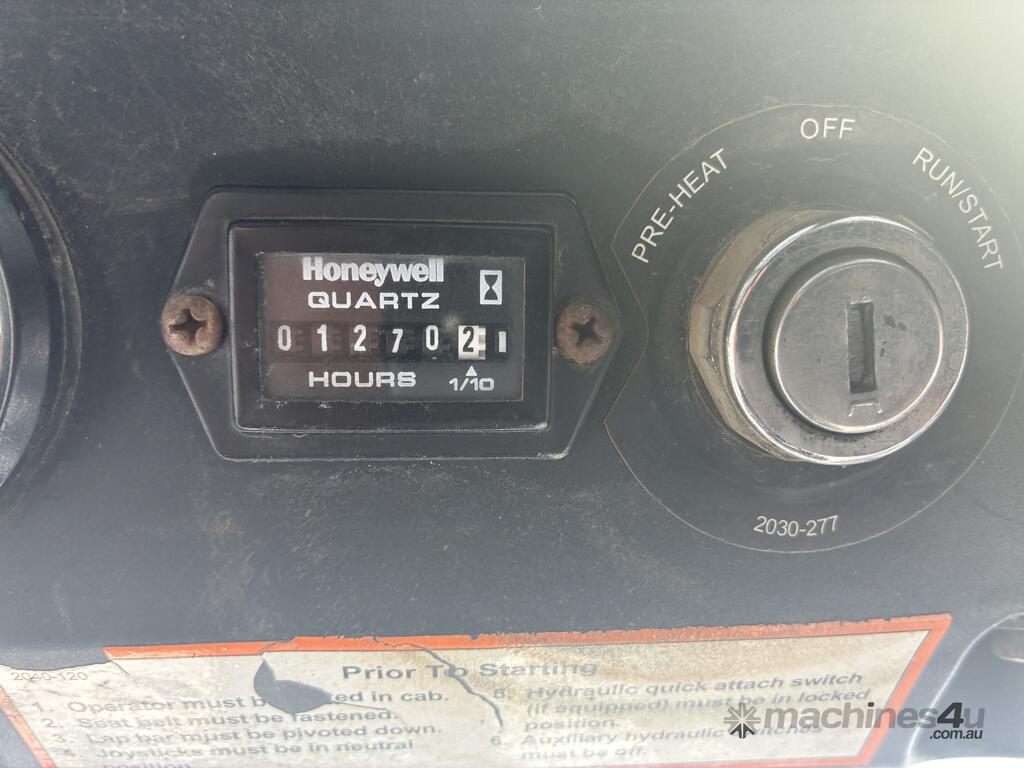 OFF
PRE-HEAT
RUN/START
Honeywell
QUARTZ
012702
HOURS 1/10
2030-277
2040-120
Prior To Starting
1. Operator must be in cab.
2. Seat belt must be fastened.
3. Lap bar must be pivoted down.
4. Joysticks must be in neutral
position.
Hydraulic quick attach switch
(if equipped) must be in locked
position.
6. Auxiliary hydraulic switches
must be off.
machines4u
.com.au